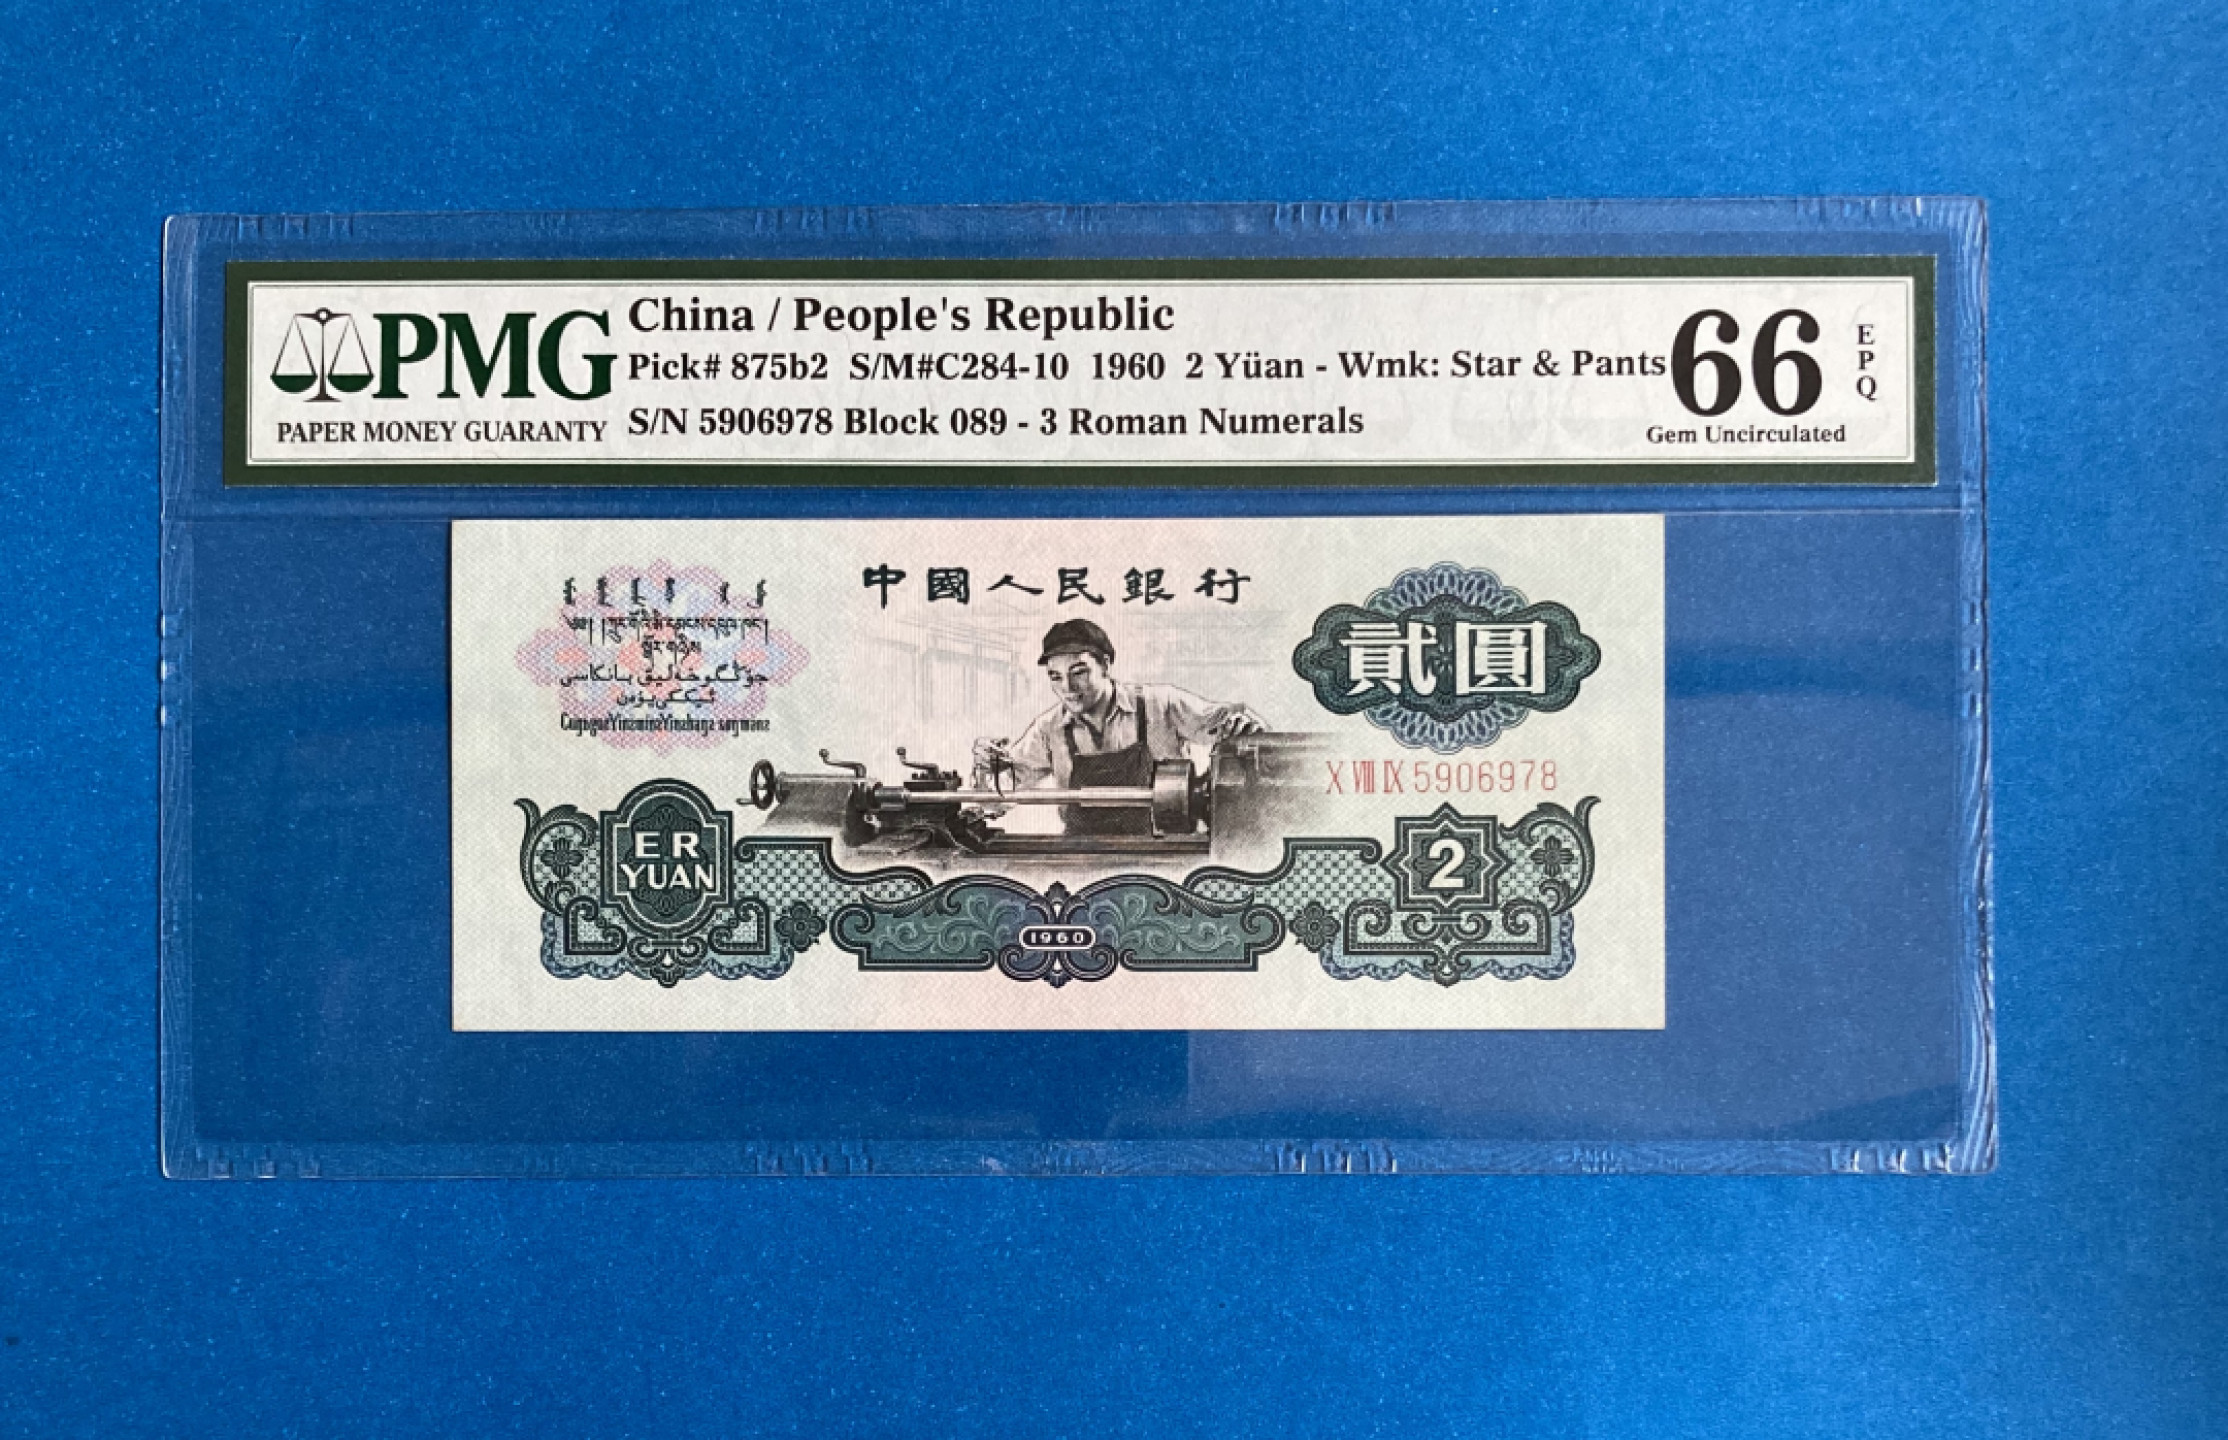 PMG
PAPER MONEY GUARANTY
China / People's Republic
Pick# 875b2 S/M#C284-10 1960 2 Yüan - Wmk: Star & Pants
S/N 5906978 Block 089 - 3 Roman Numerals
66
EPQ
Gem Uncirculated
中國人民銀行
貳圓
X VIII IX 5906978
ER
YUAN
2
1960